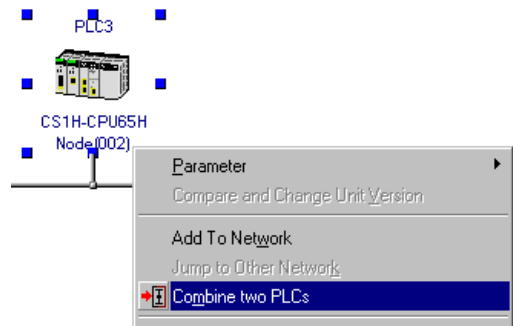 PLC3
CS1H-CPU65H
Node(002)
Parameter
Compare and Change Unit Version
Add To Network
Jump to Other Network
Combine two PLCs